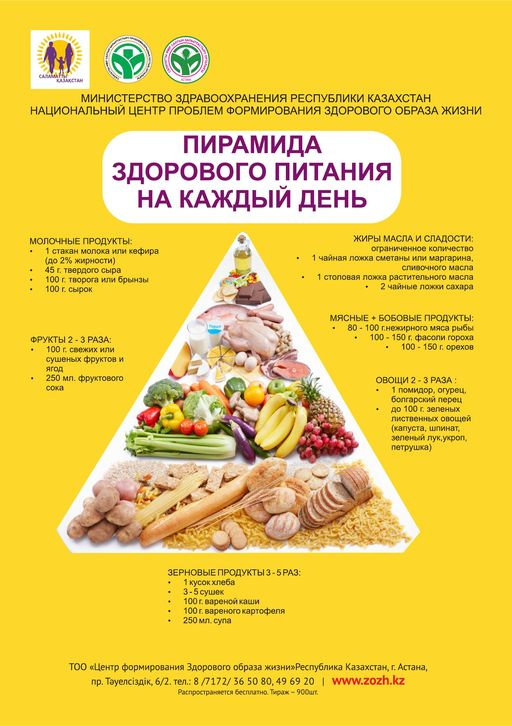 САЛАМАТТЫ
ҚАЗАҚСТАН
МИНИСТЕРСТВО ЗДРАВООХРАНЕНИЯ РЕСПУБЛИКИ КАЗАХСТАН
НАЦИОНАЛЬНЫЙ ЦЕНТР ПРОБЛЕМ ФОРМИРОВАНИЯ ЗДОРОВОГО ОБРАЗА ЖИЗНИ
ПИРАМИДА
ЗДОРОВОГО ПИТАНИЯ
НА КАЖДЫЙ ДЕНЬ
МОЛОЧНЫЕ ПРОДУКТЫ:
• 1 стакан молока или кефира
(до 2% жирности)
• 45 г. твердого сыра
• 100 г. творога или брынзы
• 100 г. сырок
ЖИРЫ МАСЛА И СЛАДОСТИ:
ограниченное количество
• 1 чайная ложка сметаны или маргарина,
сливочного масла
• 1 столовая ложка растительного масла
• 2 чайные ложки сахара
МЯСНЫЕ + БОБОВЫЕ ПРОДУКТЫ:
• 80 - 100 г.нежирного мяса рыбы
• 100 - 150 г. фасоли гороха
• 100 - 150 г. орехов
ФРУКТЫ 2 - 3 РАЗА:
• 100 г. свежих или
сушеных фруктов и
ягод
• 250 мл. фруктового
сока
ОВОЩИ 2 - 3 РАЗА :
• 1 помидор, огурец,
болгарский перец
• до 100 г. зеленых
лиственных овощей
(капуста, шпинат,
зеленый лук,укроп,
петрушка)
ЗЕРНОВЫЕ ПРОДУКТЫ 3 - 5 РАЗ:
• 1 кусок хлеба
• 3 - 5 сушек
• 100 г. вареной каши
• 100 г. вареного картофеля
• 250 мл. супа
ТОО «Центр формирования Здорового образа жизни»Республика Казахстан, г. Астана,
пр. Тауелсіздік, 6/2. тел.: 8 /7172/ 36 50 80, 49 69 20 | www.zozh.kz
Распространяется бесплатно. Тираж – 900шт.